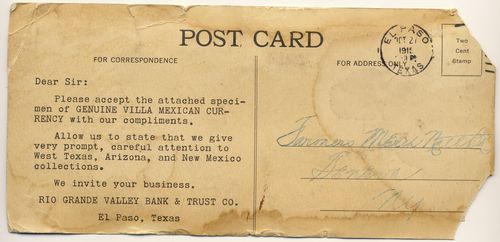 POST CARD
FOR CORRESPONDENCE
Dear Sir:
Please accept the attached speci-
men of GENUINE VILLA MEXICAN CUR-
RENCY with our compliments.
Allow us to state that we give
very prompt, careful attention to
West Texas, Arizona, and New Mexico
collections.
We invite your business.
RIO GRANDE VALLEY BANK & TRUST CO.
El Paso, Texas
FOR ADDRESS ONLY
EL PASO
OCT 27
1915
TEXAS
Two
Cent
Stamp
Farmers